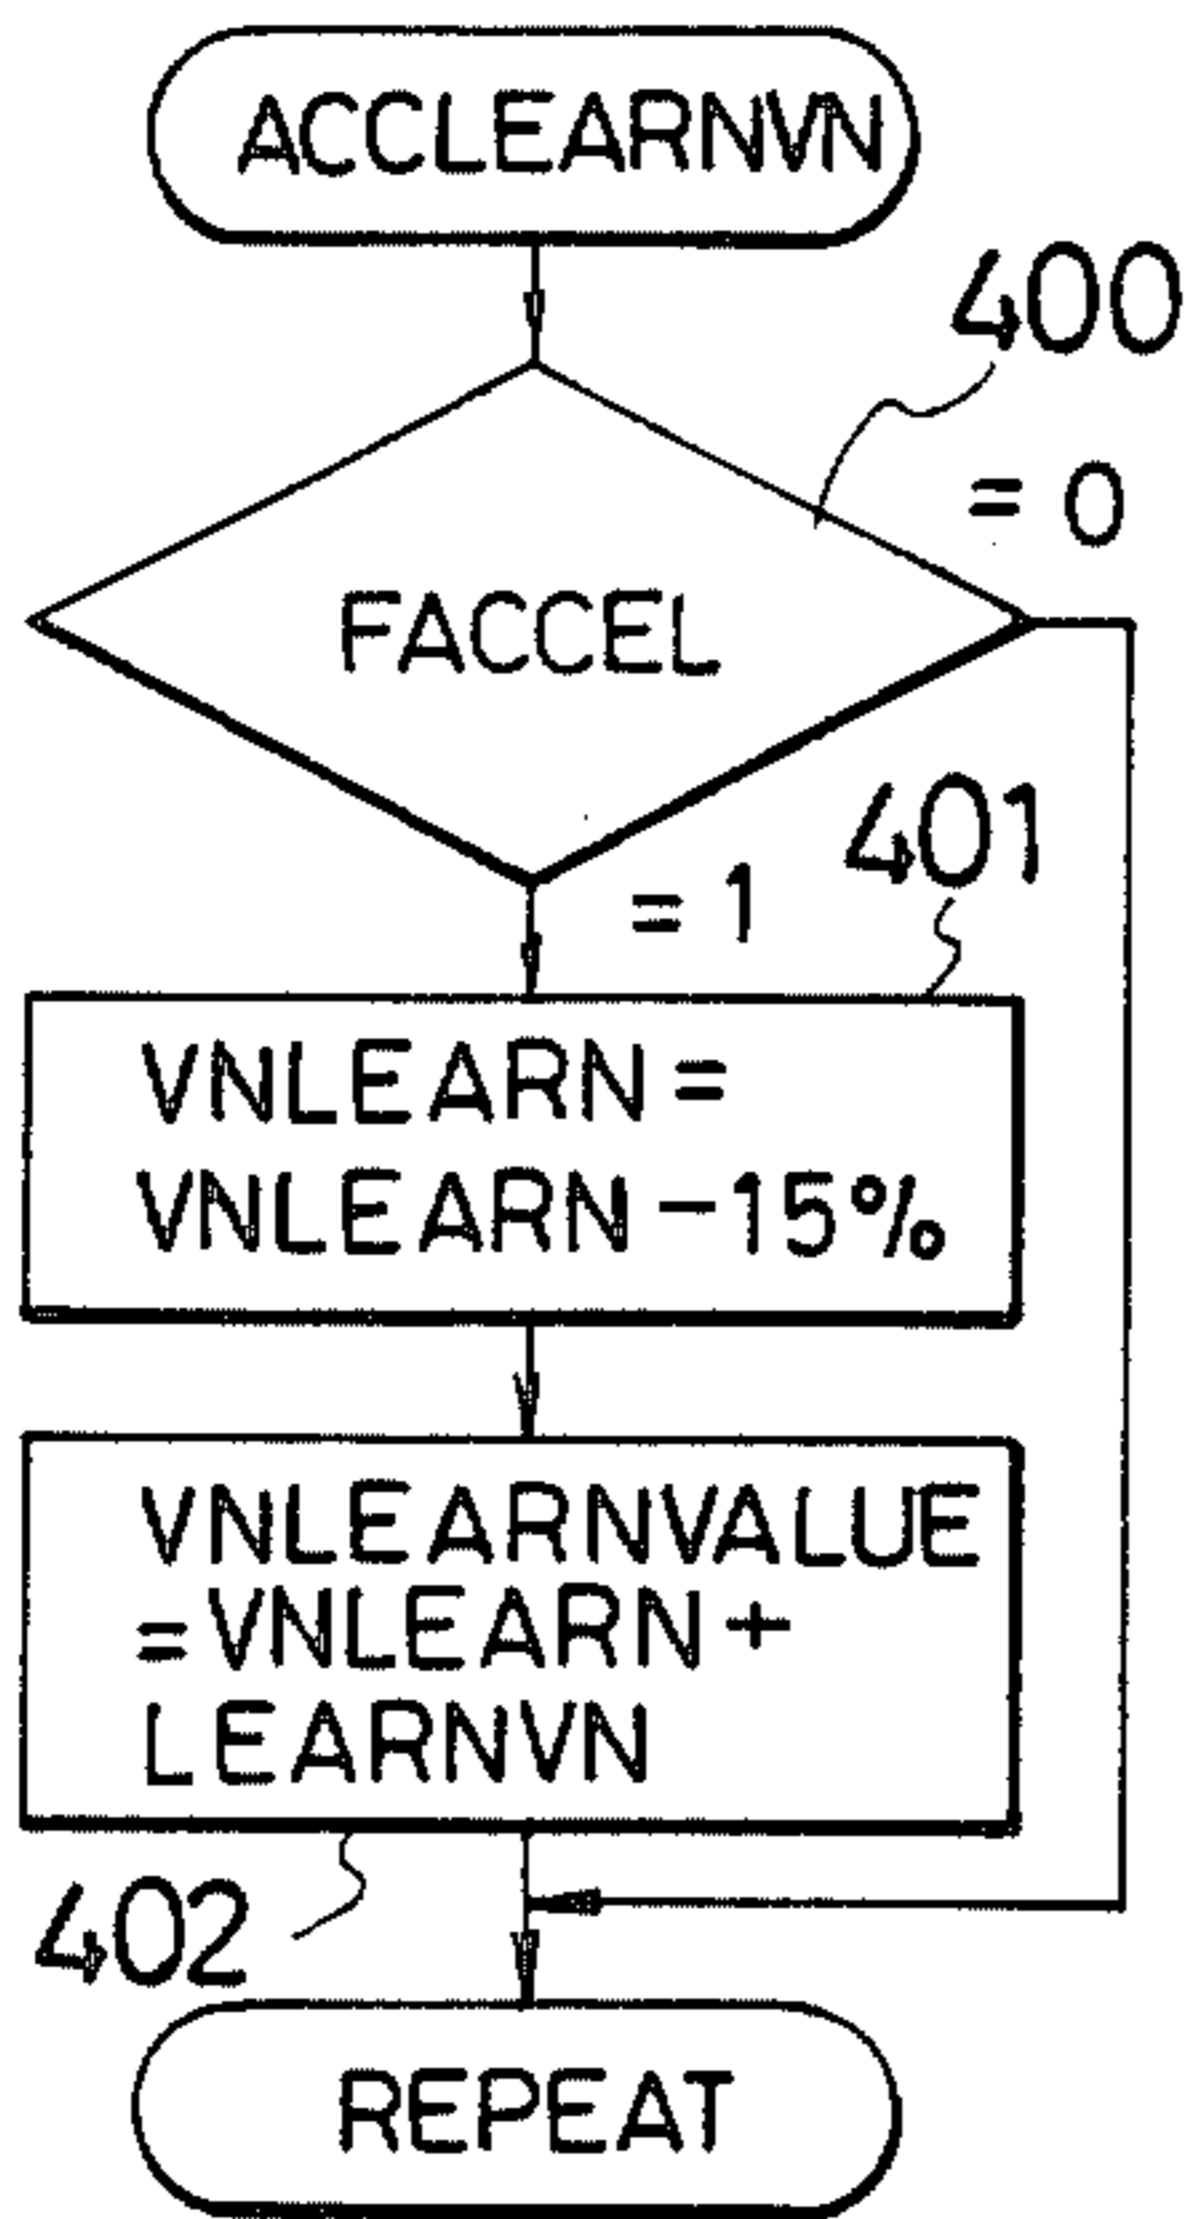 ACCLEARNVN
400
= 0
FACCEL
401
= 1
VNLEARN =
VNLEARN - 15%
VNLEARNVALUE
= VNLEARN +
LEARNVN
402
REPEAT